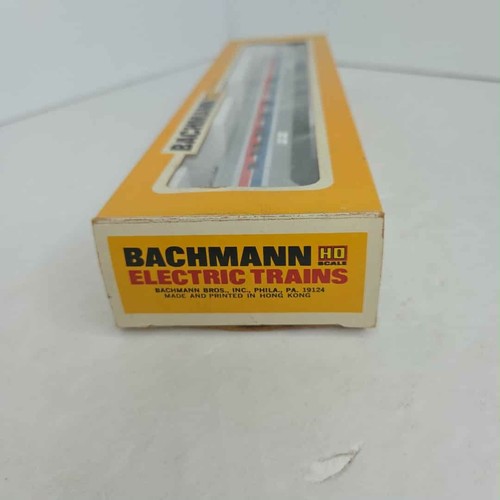 BACHMANN
BACHMANN HO
SCALE
ELECTRIC TRAINS
BACHMANN BROS., INC., PHILA., PA. 19124
MADE AND PRINTED IN HONG KONG